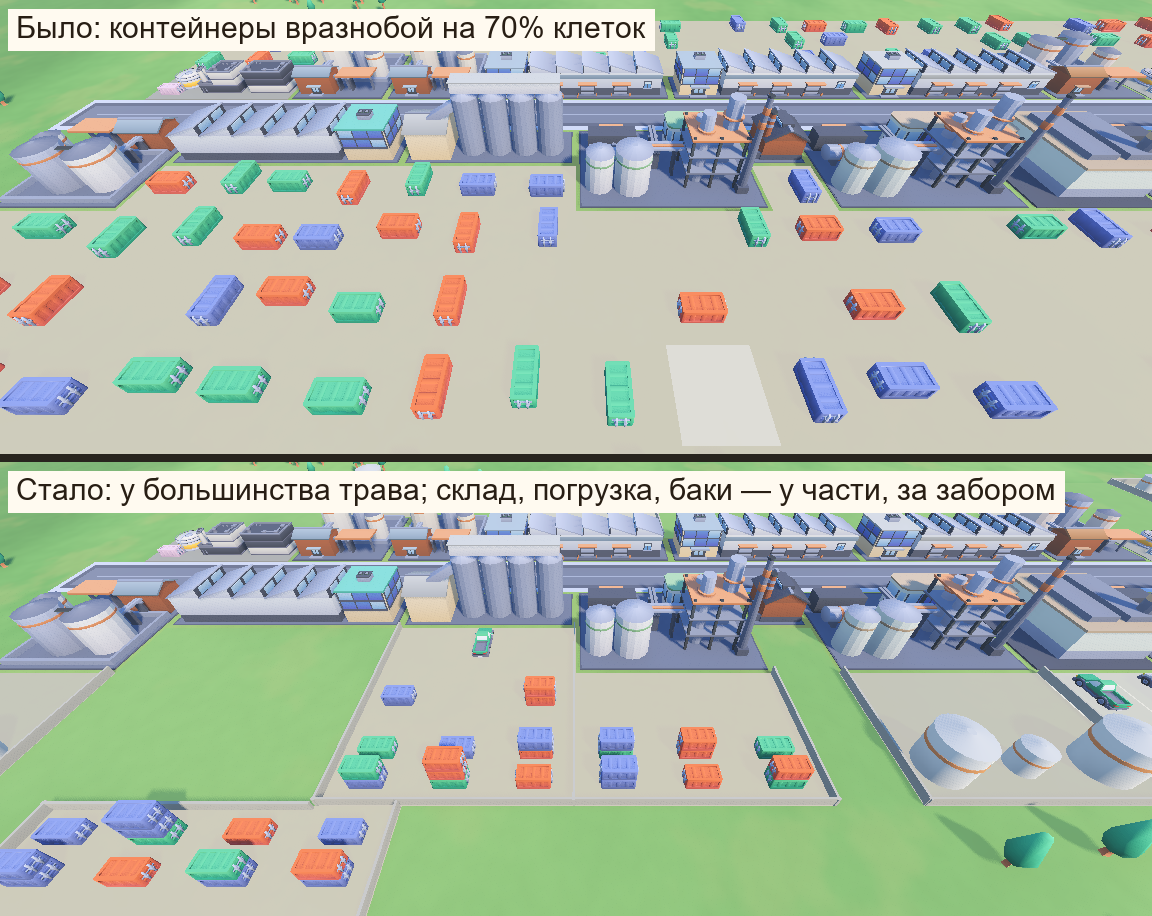 Было: контейнеры вразнобой на 70% клеток
Стало: у большинства трава; склад, погрузка, баки — у части, за забором